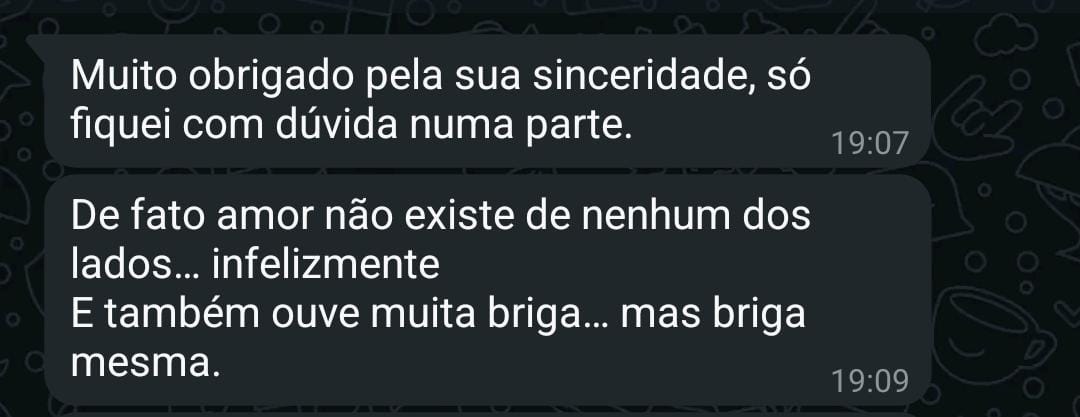 Muito obrigado pela sua sinceridade, só
fiquei com dúvida numa parte.
19:07
De fato amor não existe de nenhum dos
lados... infelizmente
E também ouve muita briga... mas briga
mesma.
19:09